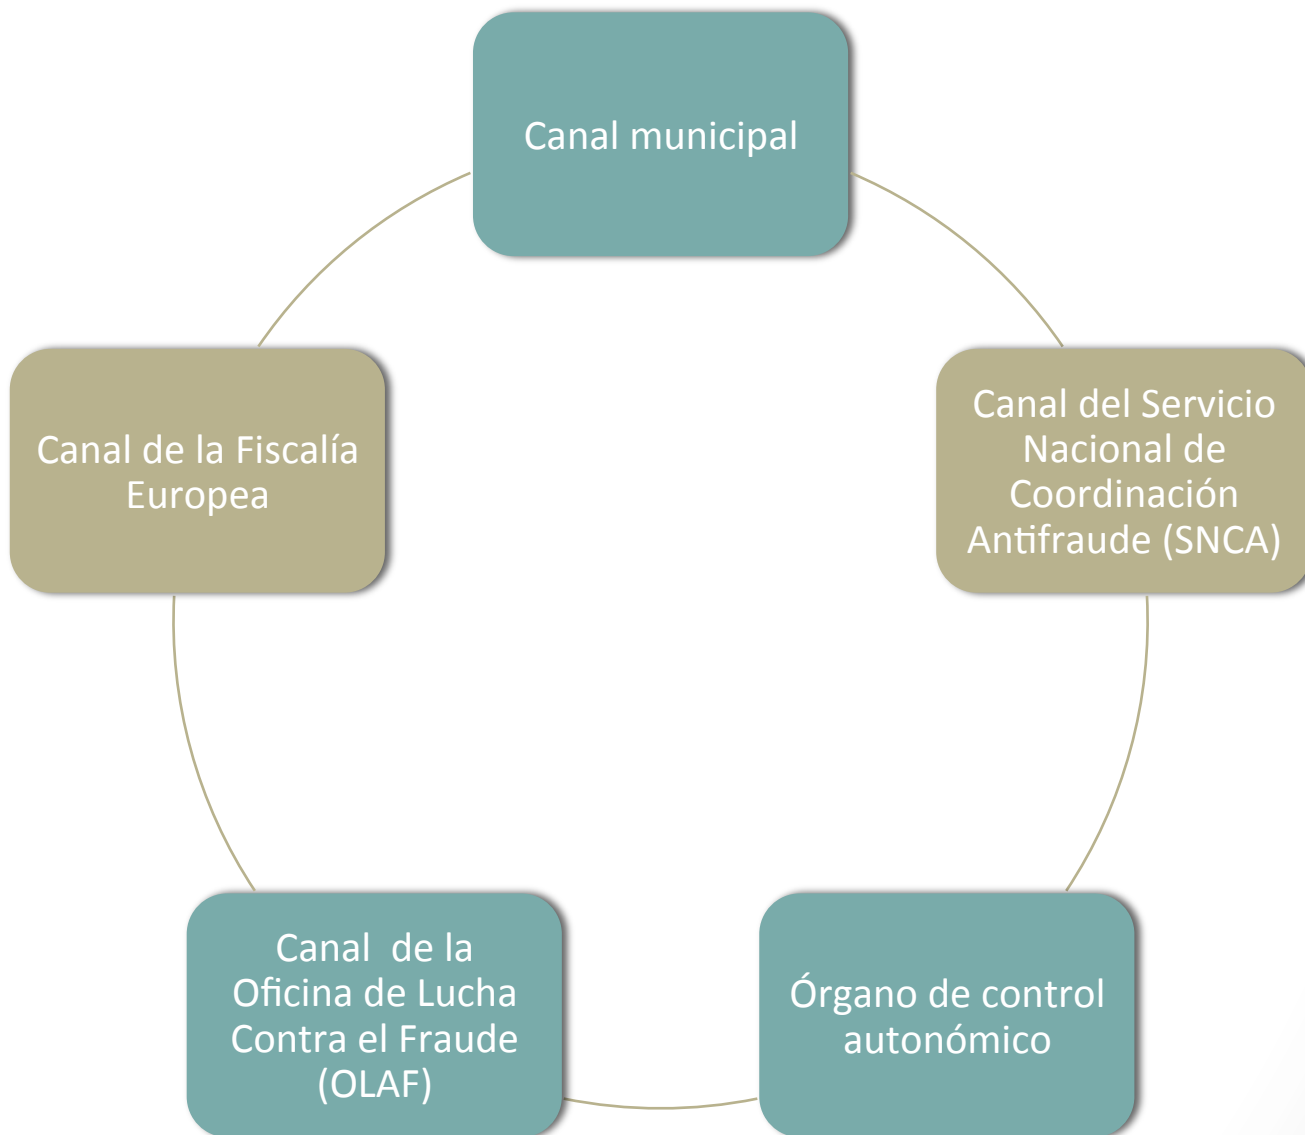 Canal municipal
Canal del Servicio
Nacional de
Coordinación
Antifraude (SNCA)
Órgano de control
autonómico
Canal  de la
Oficina de Lucha
Contra el Fraude
(OLAF)
Canal de la Fiscalía
Europea